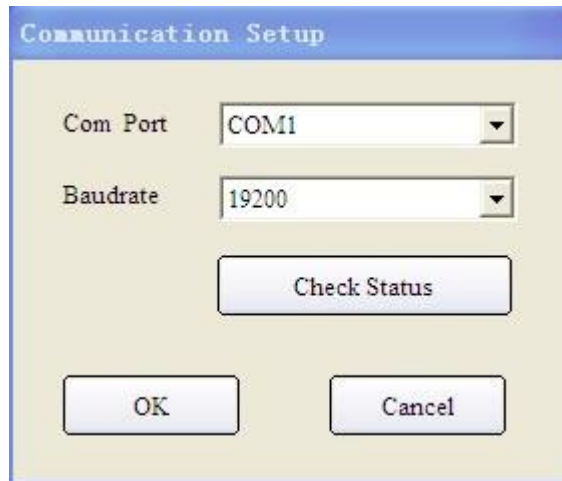 Communication Setup
Com Port COM1
Baudrate 19200
Check Status
OK Cancel